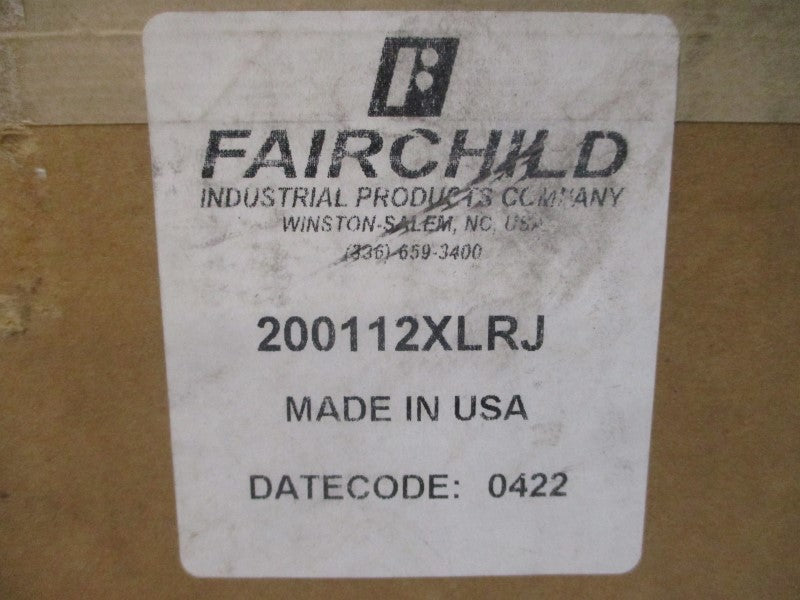 FAIRCHILD
INDUSTRIAL PRODUCTS COMPANY
WINSTON-SALEM, NC, USA
(336) 659-3400
200112XLRJ
MADE IN USA
DATECODE: 0422